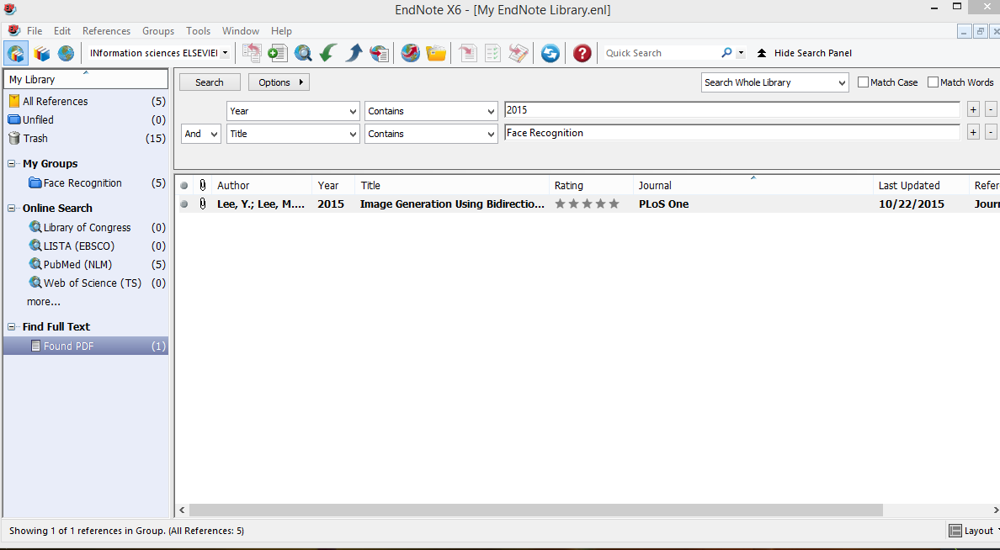 EndNote X6 - [My EndNote Library.enl]
File Edit References Groups Tools Window Help
INformation sciences ELSEVIE Quick Search Hide Search Panel
My Library
All References (5)
Unfiled (0)
Trash (15)
My Groups
Face Recognition (5)
Online Search
Library of Congress (0)
LISTA (EBSCO) (0)
PubMed (NLM) (5)
Web of Science (TS) (0)
more...
Find Full Text
Found PDF (1)
Search Options Search Whole Library Match Case Match Words
Year Contains 2015 + -
And Title Contains Face Recognition + -
Author Year Title Rating Journal Last Updated Refer
Lee, Y.; Lee, M.... 2015 Image Generation Using Bidirectio... ★★★★★ PLoS One 10/22/2015 Jour
Showing 1 of 1 references in Group. (All References: 5) Layout